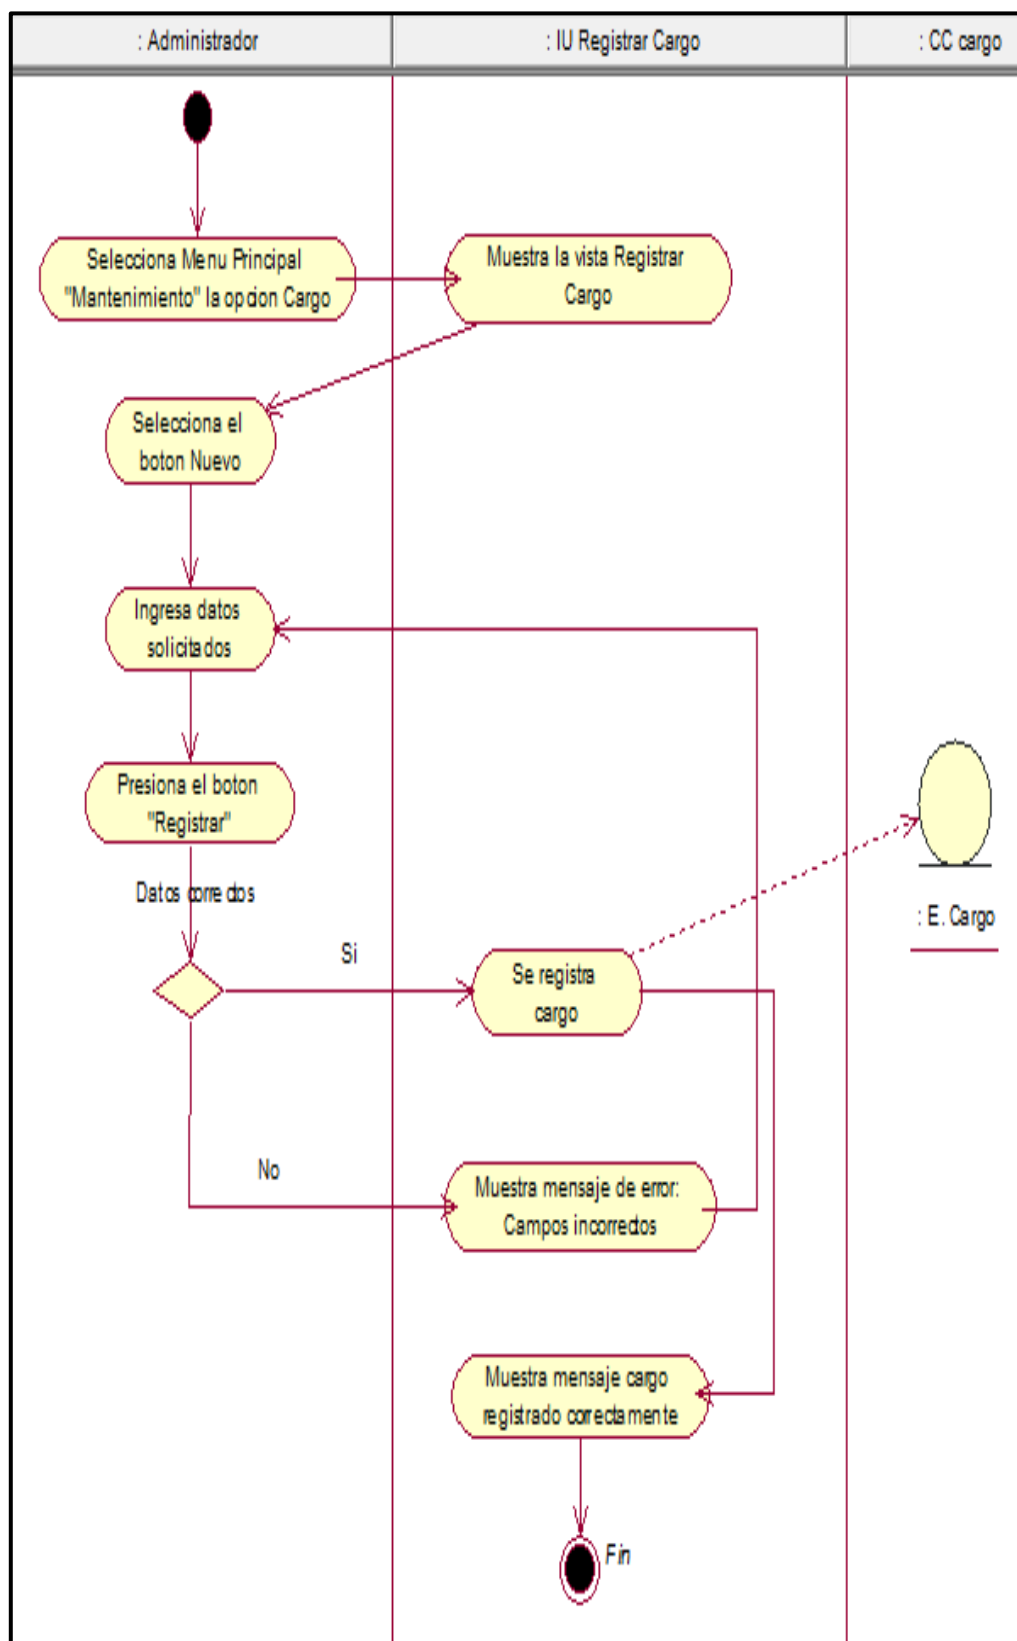 : Administrador
: IU Registrar Cargo
: CC cargo
Selecciona Menu Principal
"Mantenimiento" la opcion Cargo
Muestra la vista Registrar
Cargo
Selecciona el
boton Nuevo
Ingresa datos
solicitados
Presiona el boton
"Registrar"
Datos correctos
: E. Cargo
Si
Se registra
cargo
No
Muestra mensaje de error:
Campos incorrectos
Muestra mensaje cargo
registrado correctamente
Fin